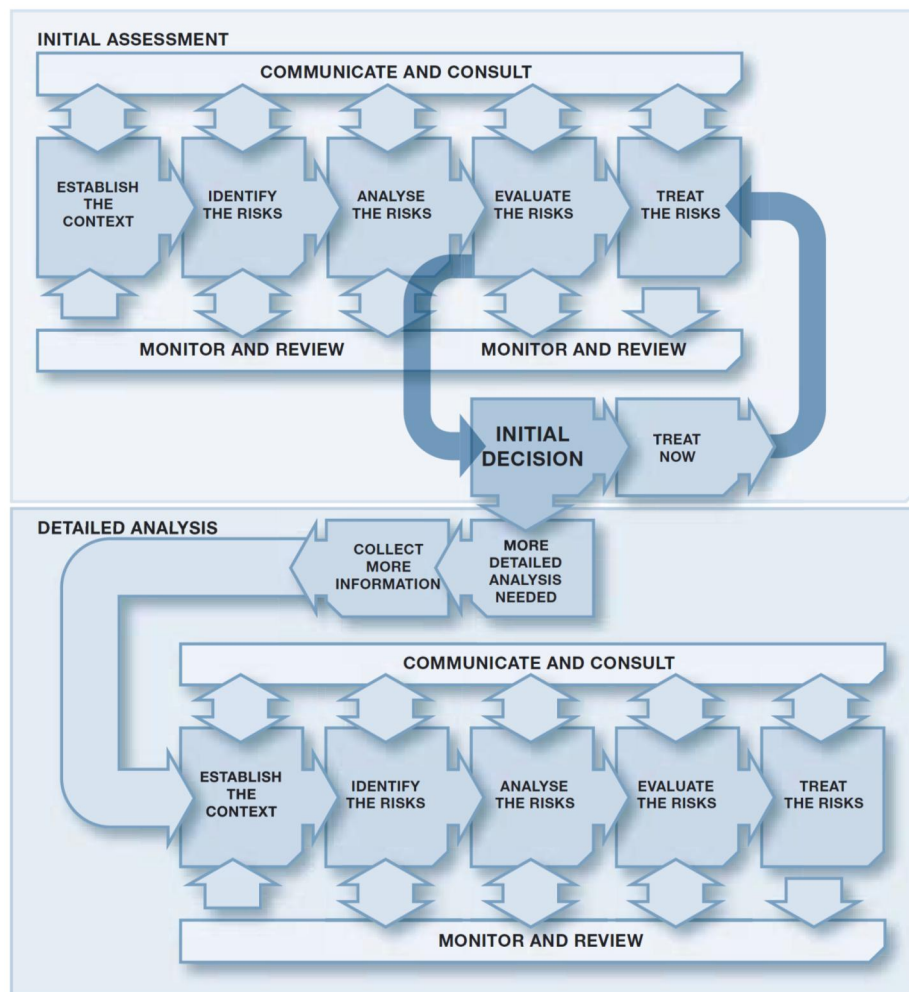 INITIAL ASSESSMENT
COMMUNICATE AND CONSULT
ESTABLISH
THE
CONTEXT
IDENTIFY
THE RISKS
ANALYSE
THE RISKS
EVALUATE
THE RISKS
TREAT
THE RISKS
MONITOR AND REVIEW
MONITOR AND REVIEW
INITIAL
DECISION
TREAT
NOW
DETAILED ANALYSIS
MORE
DETAILED
ANALYSIS
NEEDED
COLLECT
MORE
INFORMATION
COMMUNICATE AND CONSULT
ESTABLISH
THE
CONTEXT
IDENTIFY
THE RISKS
ANALYSE
THE RISKS
EVALUATE
THE RISKS
TREAT
THE RISKS
MONITOR AND REVIEW